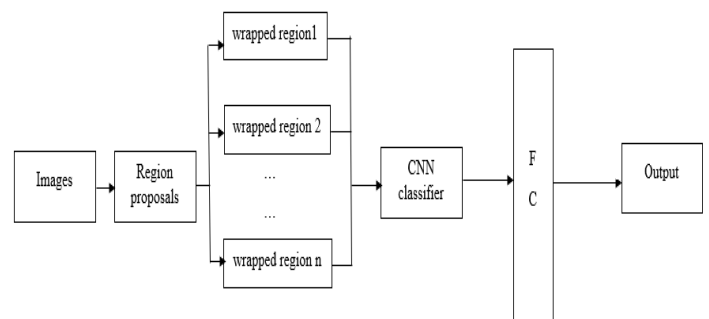 wrapped region1
wrapped region 2
...
...
wrapped region n
Images
Region
proposals
CNN
classifier
F
C
Output